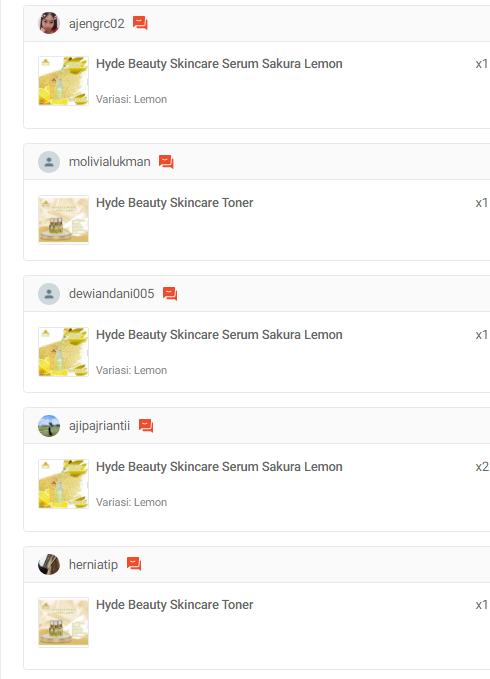 ajengrc02
Hyde Beauty Skincare Serum Sakura Lemon x1
Variasi: Lemon
molivialukman
Hyde Beauty Skincare Toner x1
dewiandani005
Hyde Beauty Skincare Serum Sakura Lemon x1
Variasi: Lemon
ajipajriantii
Hyde Beauty Skincare Serum Sakura Lemon x2
Variasi: Lemon
herniatip
Hyde Beauty Skincare Toner x1